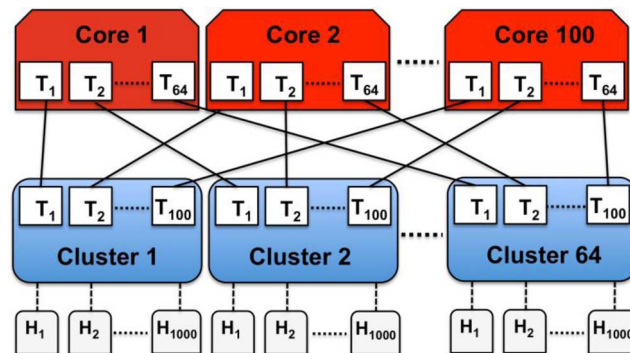 Core 1 Core 2 Core 100
T1 T2 T64 T1 T2 T64 T1 T2 T64
T1 T2 T100 T1 T2 T100 T1 T2 T100
Cluster 1 Cluster 2 Cluster 64
H1 H2 H1000 H1 H2 H1000 H1 H2 H1000